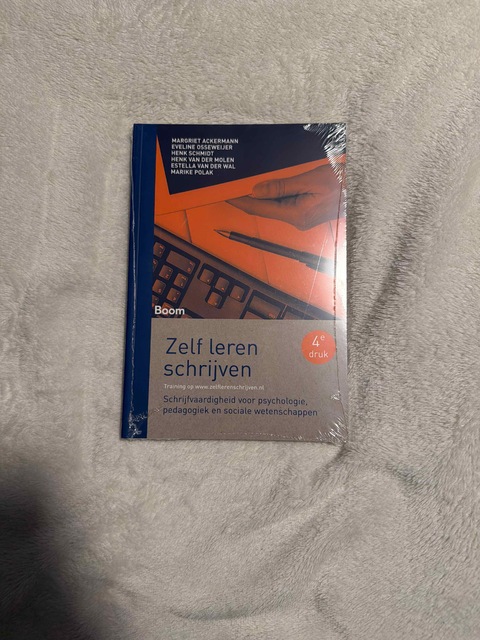 MARGRIET ACKERMANN
EVELINE OSSEWEIJER
HENK SCHMIDT
HENK VAN DER MOLEN
ESTELLA VAN DER WAL
MARIKE POLAK
Boom
Zelf leren
schrijven
4e
druk
Training op www.zelflerenschrijven.nl
Schrijfvaardigheid voor psychologie,
pedagogiek en sociale wetenschappen